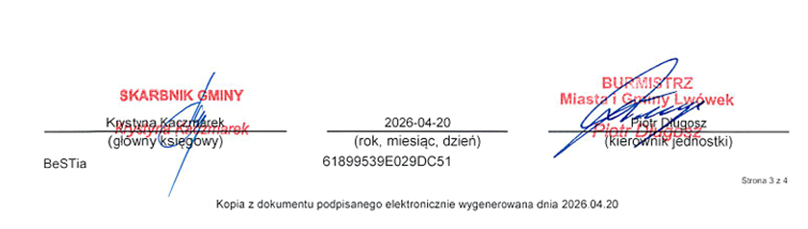 SKARBNIK GMINY
Krystyna Kaczmarek
Krystyna Kaczmarek
(główny księgowy)
2026-04-20
(rok, miesiąc, dzień)
BURMISTRZ
Miasta i Gminy Lwówek
Piotr Długosz
Piotr Długosz
(kierownik jednostki)
BeSTia
61899539E029DC51
Strona 3 z 4
Kopia z dokumentu podpisanego elektronicznie wygenerowana dnia 2026.04.20